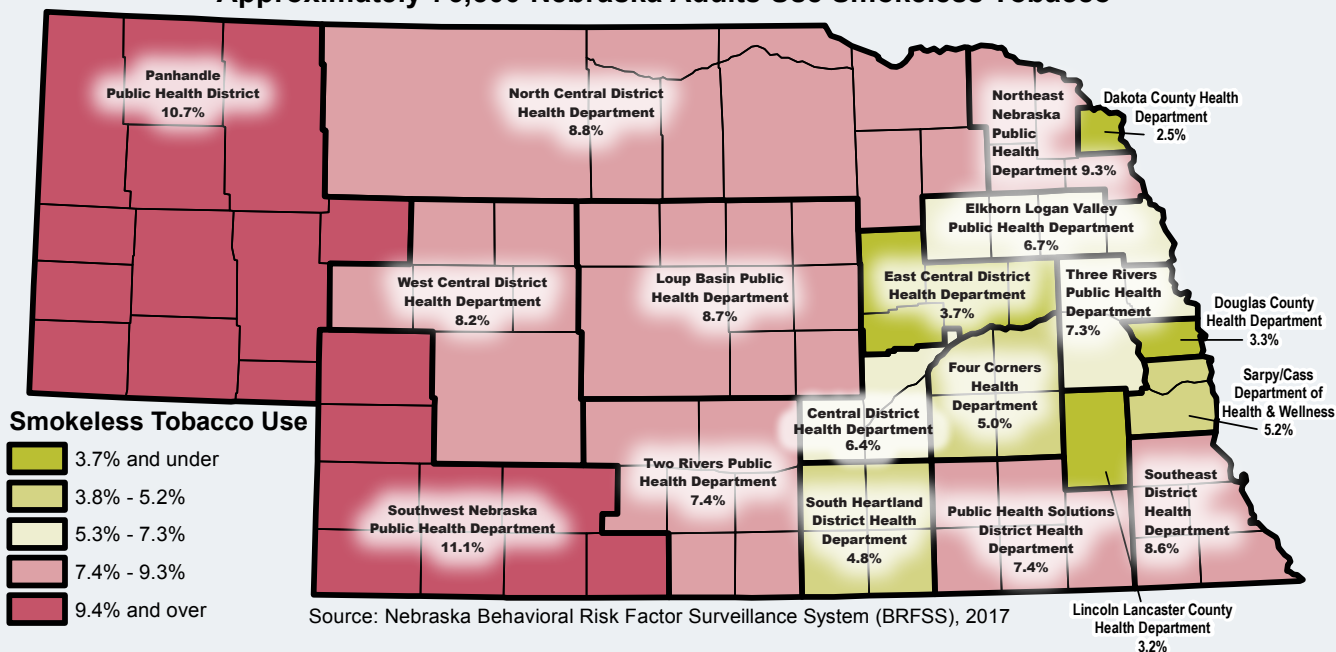 Panhandle
Public Health District
10.7%
North Central District
Health Department
8.8%
Northeast
Nebraska
Public
Health
Department 9.3%
Dakota County Health
Department
2.5%
Elkhorn Logan Valley
Public Health Department
6.7%
West Central District
Health Department
8.2%
Loup Basin Public
Health Department
8.7%
East Central District
Health Department
3.7%
Three Rivers
Public Health
Department
7.3%
Douglas County
Health Department
3.3%
Sarpy/Cass
Department of
Health & Wellness
5.2%
Four Corners
Health
Department
5.0%
Central District
Health Department
6.4%
Two Rivers Public
Health Department
7.4%
Southwest Nebraska
Public Health Department
11.1%
South Heartland
District Health
Department
4.8%
Public Health Solutions
District Health
Department
7.4%
Southeast
District
Health
Department
8.6%
Lincoln Lancaster County
Health Department
3.2%
Smokeless Tobacco Use
3.7% and under
3.8% - 5.2%
5.3% - 7.3%
7.4% - 9.3%
9.4% and over
Source: Nebraska Behavioral Risk Factor Surveillance System (BRFSS), 2017